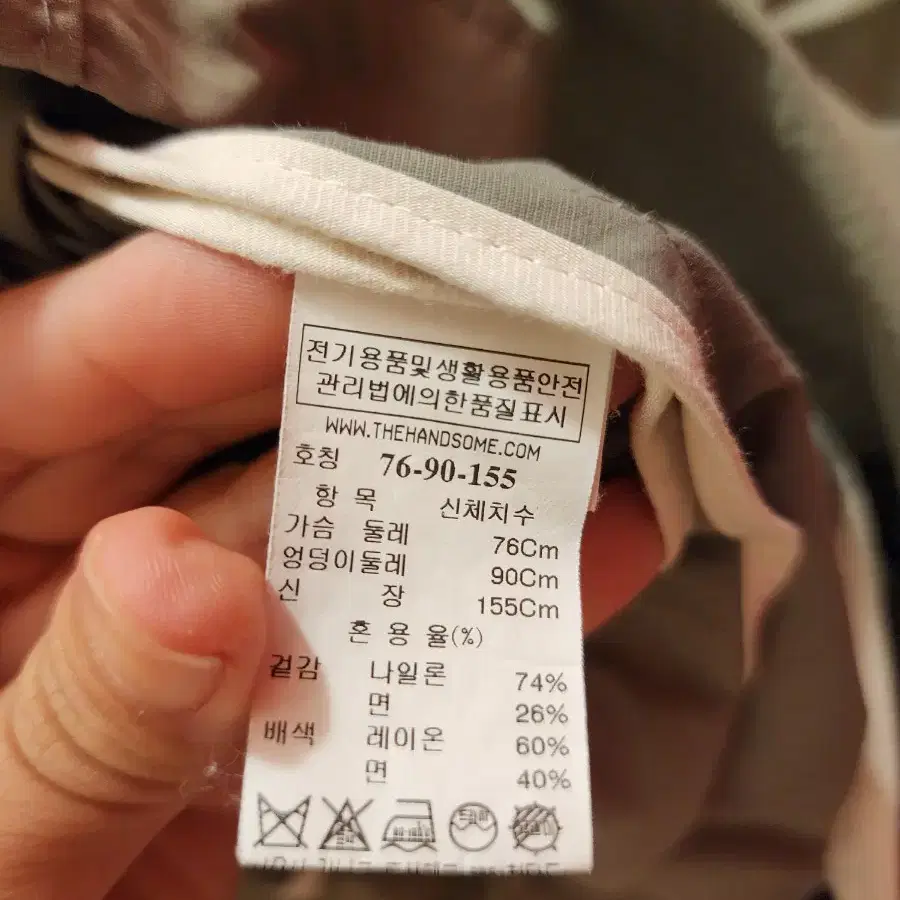 전기용품및생활용품안전
관리법에의한품질표시
WWW.THEHANDSOME.COM
호칭 76-90-155
항 목 신체치수
가슴 둘레 76Cm
엉덩이둘레 90Cm
신 장 155Cm
혼 용 율(%)
겉감 나일론 74%
면 26%
배색 레이온 60%
면 40%